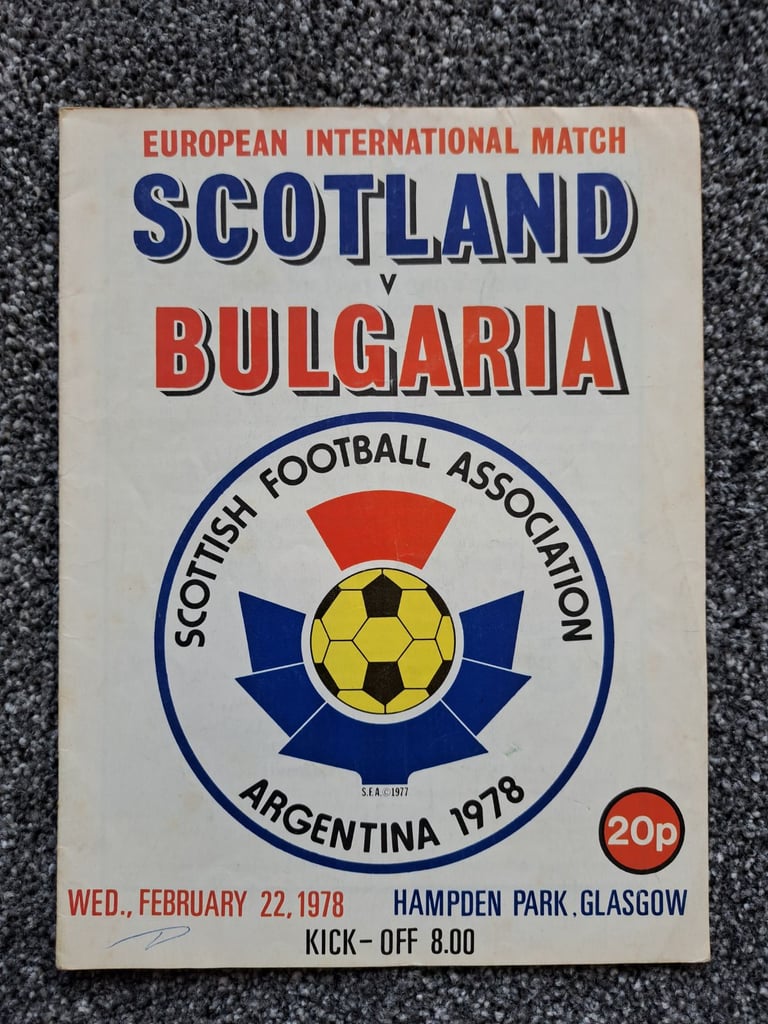 EUROPEAN INTERNATIONAL MATCH
SCOTLAND
V
BULGARIA
SCOTTISH FOOTBALL ASSOCIATION
S.F.A. © 1977
ARGENTINA 1978
20p
WED., FEBRUARY 22, 1978 HAMPDEN PARK, GLASGOW
KICK-OFF 8.00